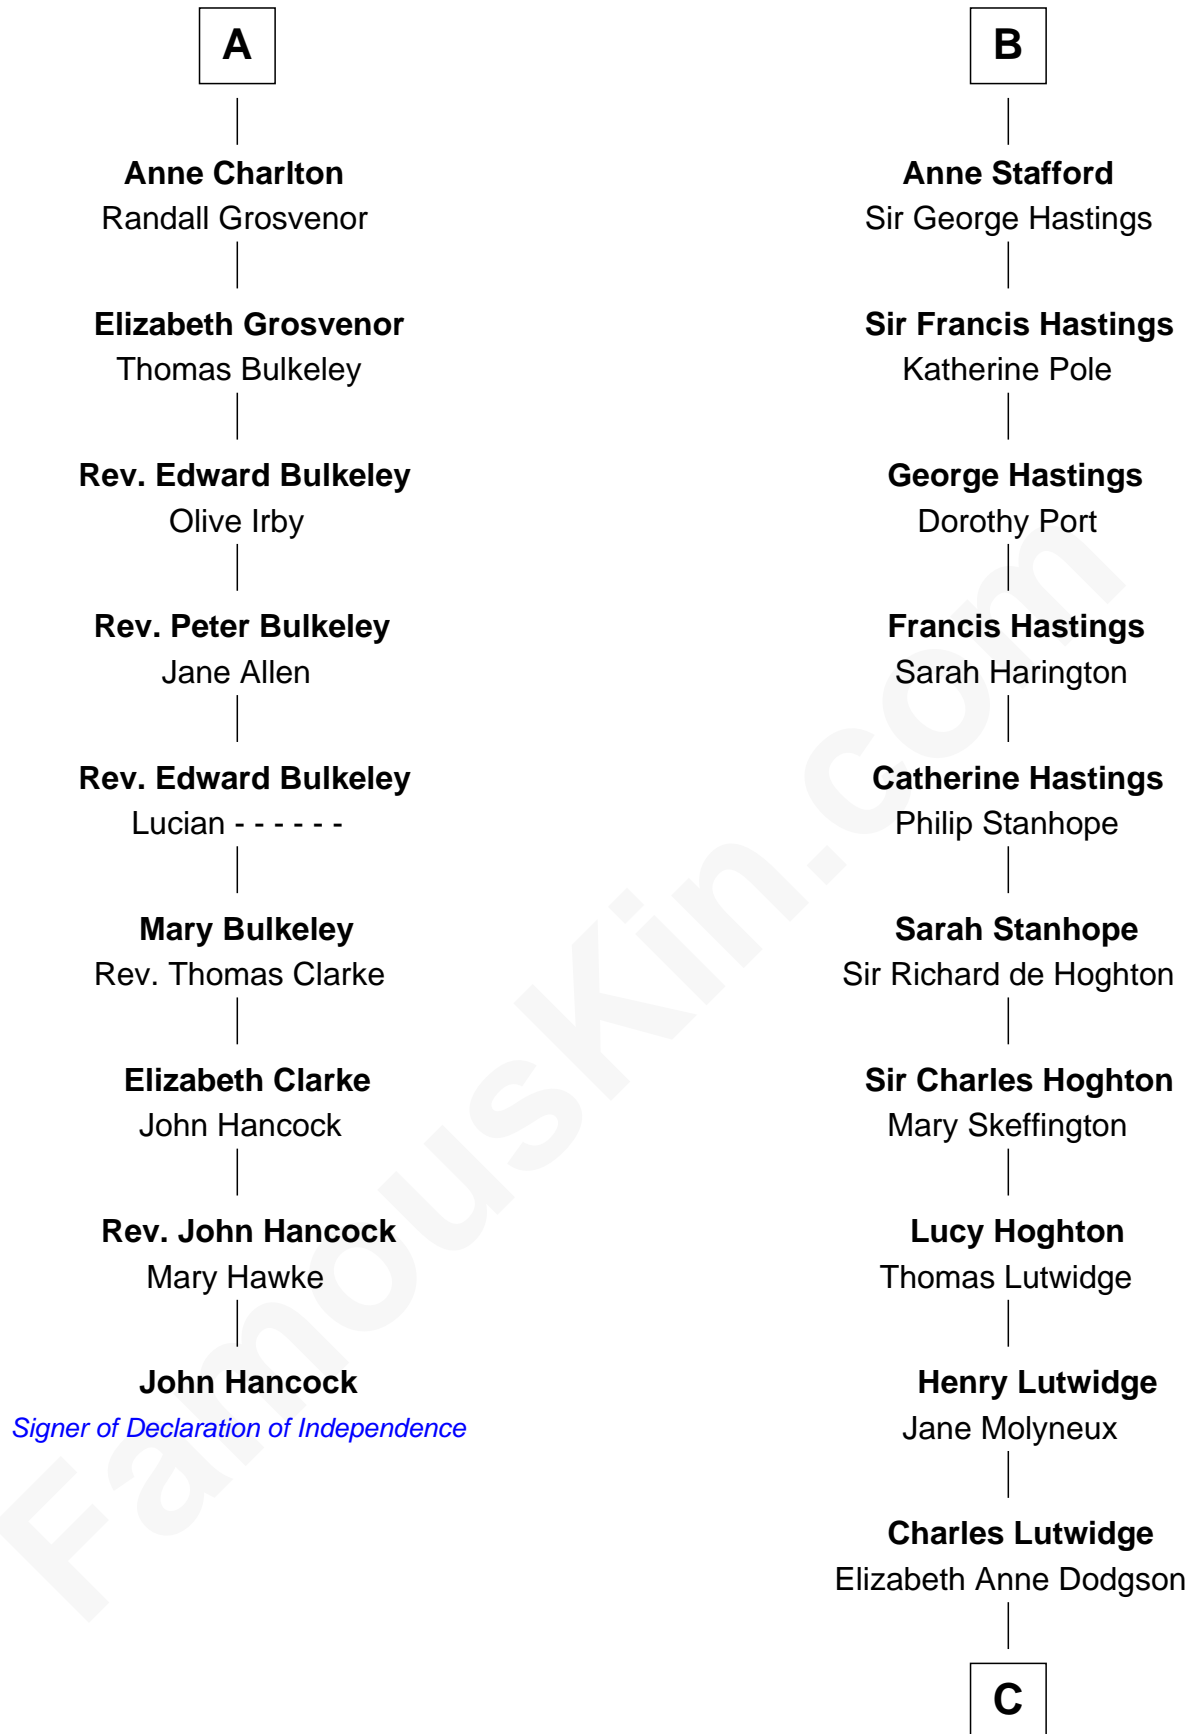 A
Anne Charlton
Randall Grosvenor
Elizabeth Grosvenor
Thomas Bulkeley
Rev. Edward Bulkeley
Olive Irby
Rev. Peter Bulkeley
Jane Allen
Rev. Edward Bulkeley
Lucian - - - - - -
Mary Bulkeley
Rev. Thomas Clarke
Elizabeth Clarke
John Hancock
Rev. John Hancock
Mary Hawke
John Hancock
Signer of Declaration of Independence
B
Anne Stafford
Sir George Hastings
Sir Francis Hastings
Katherine Pole
George Hastings
Dorothy Port
Francis Hastings
Sarah Harington
Catherine Hastings
Philip Stanhope
Sarah Stanhope
Sir Richard de Hoghton
Sir Charles Hoghton
Mary Skeffington
Lucy Hoghton
Thomas Lutwidge
Henry Lutwidge
Jane Molyneux
Charles Lutwidge
Elizabeth Anne Dodgson
C
FamousKin.com